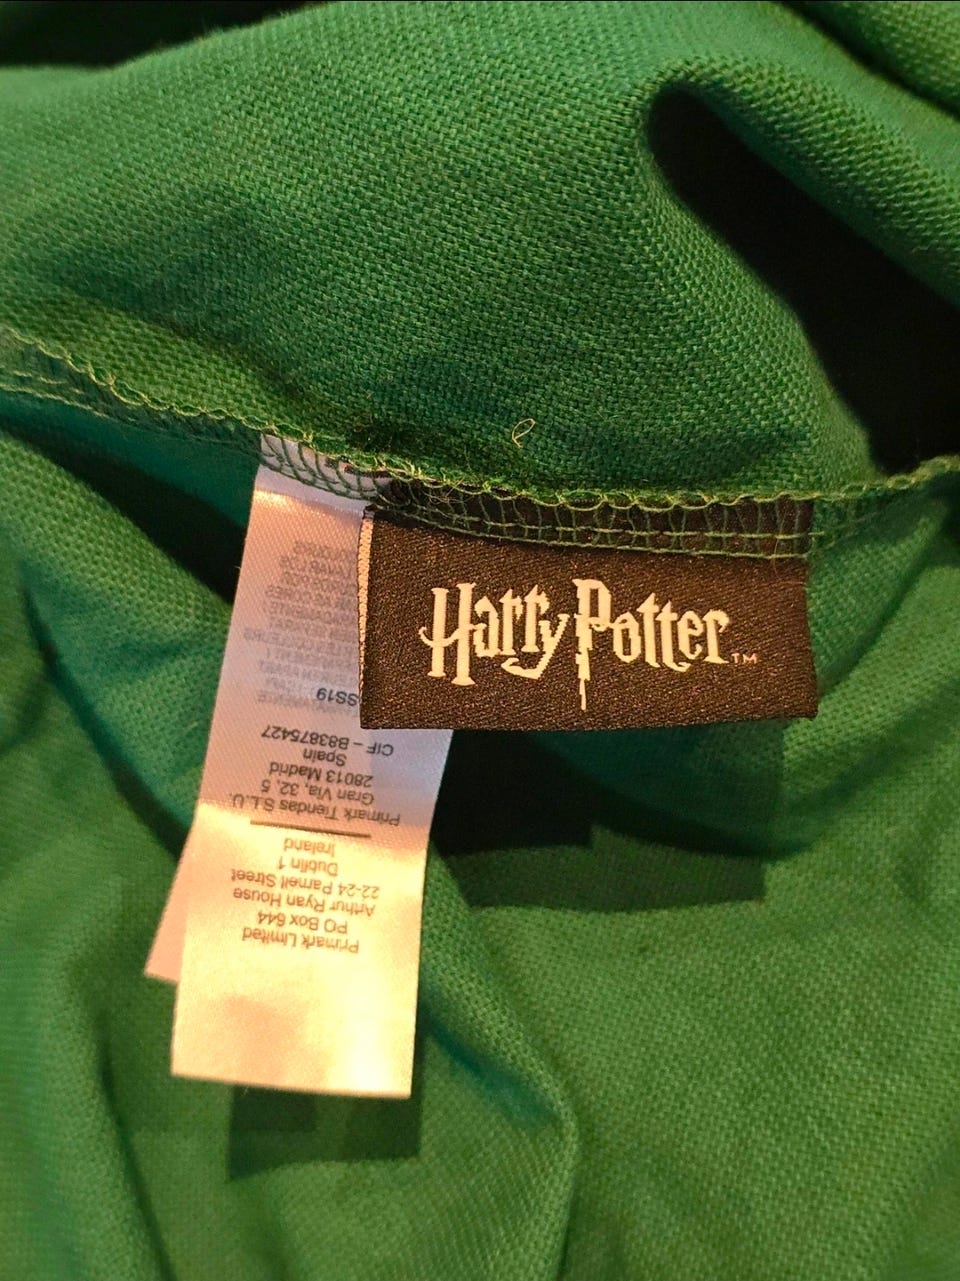 Harry Potter™
Primark Limited
PO Box 644
Arthur Ryan House
22-24 Parnell Street
Dublin 1
Ireland
Primark Tiendas S.L.U.
Gran Via, 32, 5
28013 Madrid
Spain
CIF – B83875427
SS19